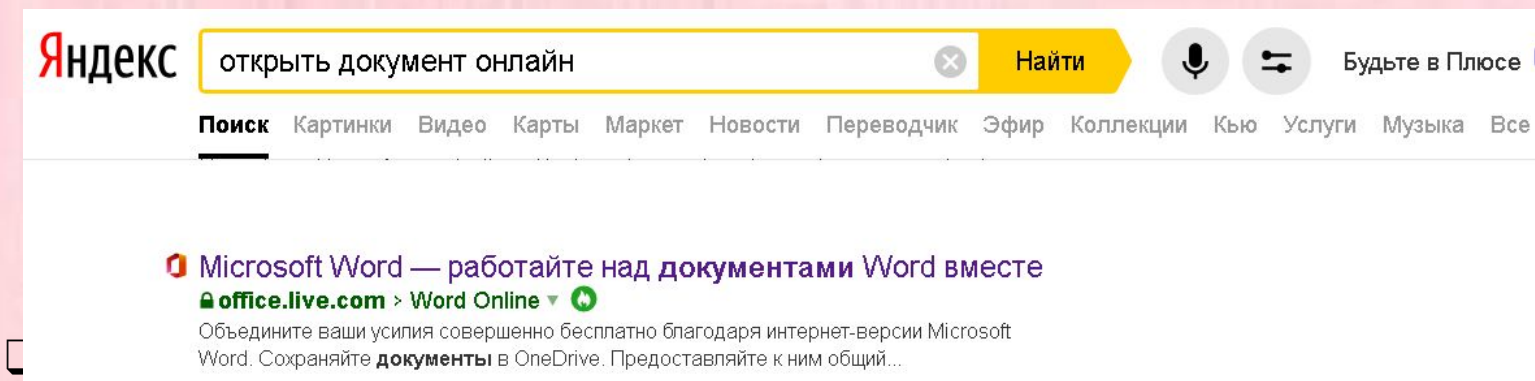 Яндекс открыть документ онлайн Найти Будьте в Плюсе
Поиск Картинки Видео Карты Маркет Новости Переводчик Эфир Коллекции Кью Услуги Музыка Все
Microsoft Word — работайте над документами Word вместе
office.live.com > Word Online
Объедините ваши усилия совершенно бесплатно благодаря интернет-версии Microsoft
Word. Сохраняйте документы в OneDrive. Предоставляйте к ним общий...